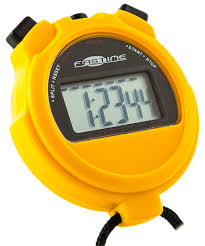 FASTIME
SPLIT / RESET
START / STOP
1:2344